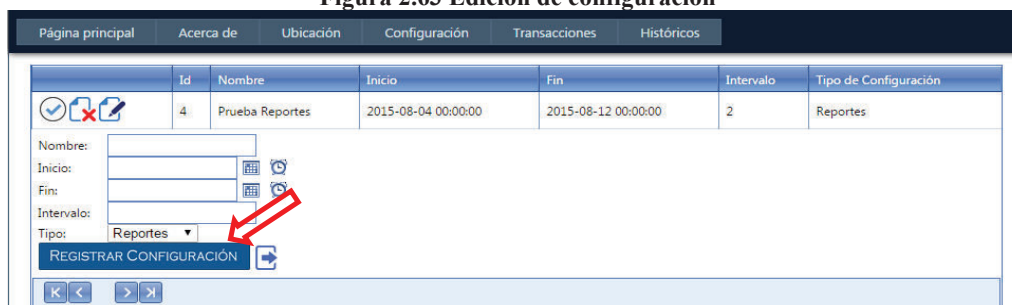 Figura 2.63 Edición de configuración
Página principal Acerca de Ubicación Configuración Transacciones Históricos
Id Nombre Inicio Fin Intervalo Tipo de Configuración
4 Prueba Reportes 2015-08-04 00:00:00 2015-08-12 00:00:00 2 Reportes
Nombre:
Inicio:
Fin:
Intervalo:
Tipo: Reportes
REGISTRAR CONFIGURACIÓN